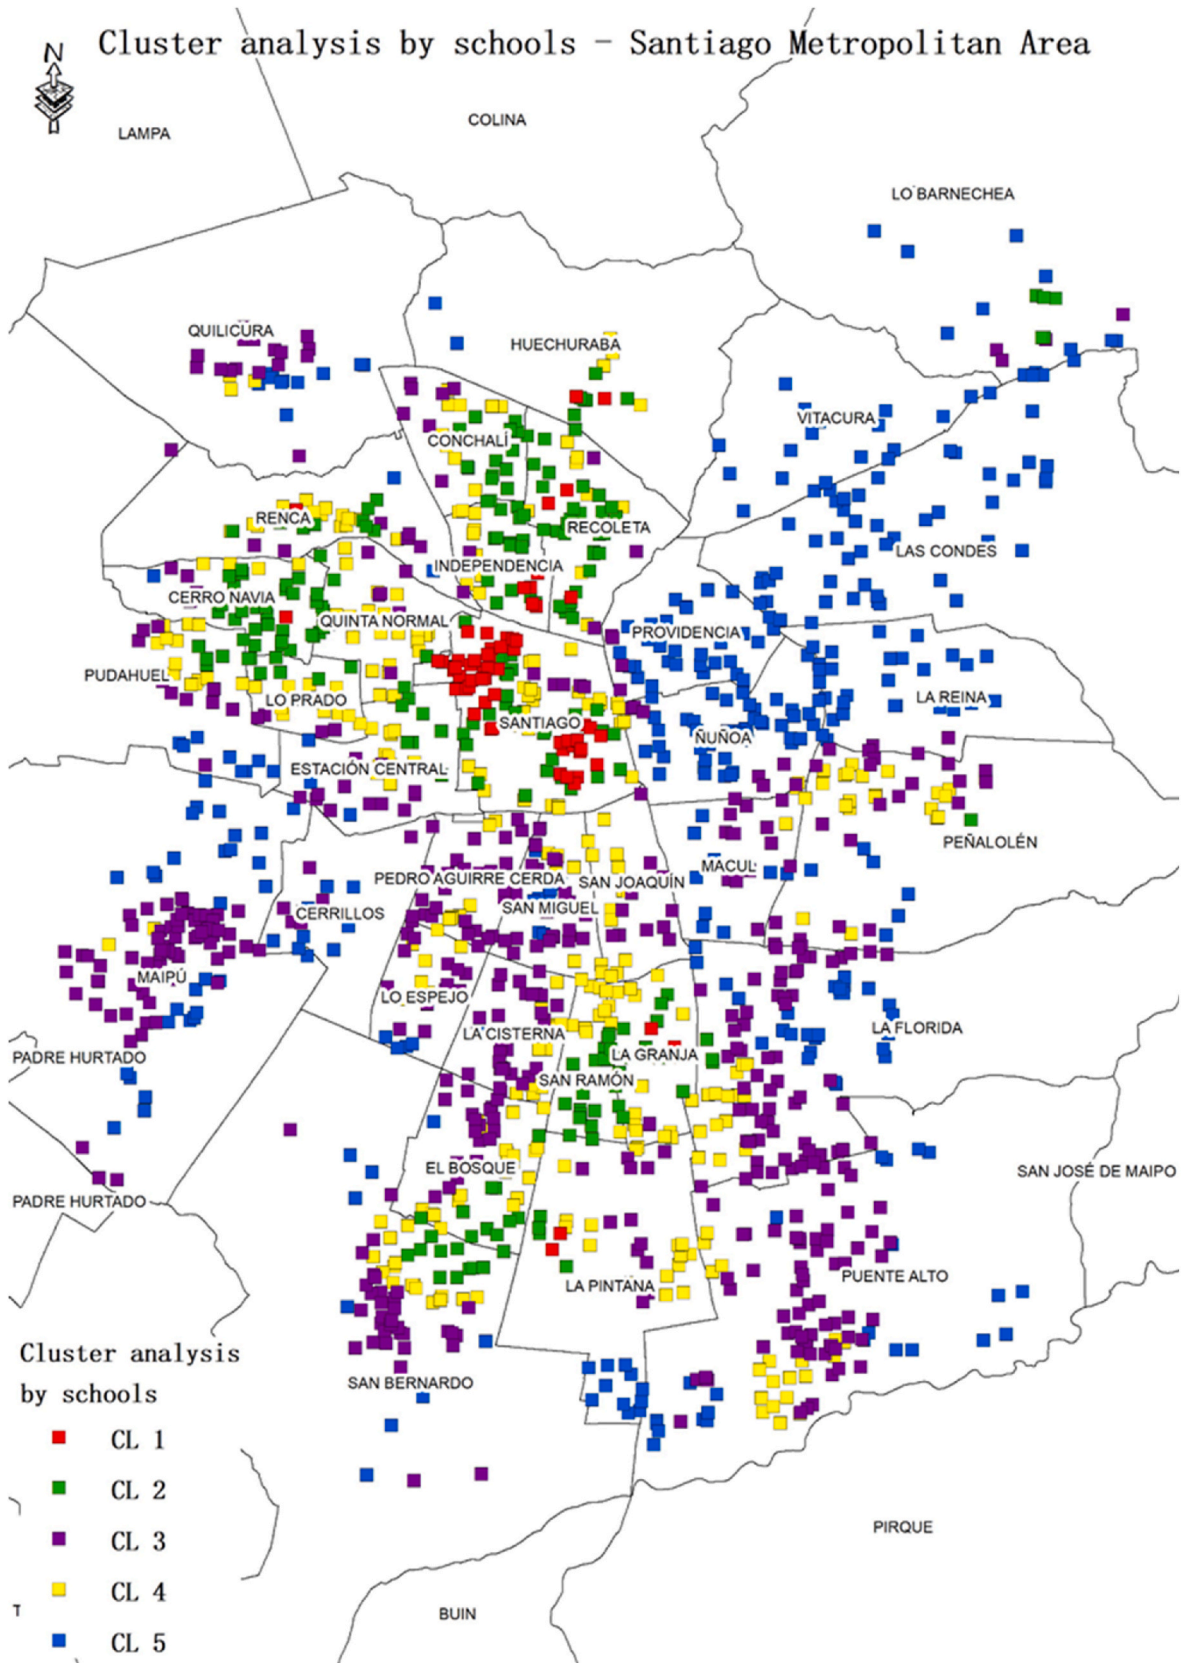 Cluster analysis by schools - Santiago Metropolitan Area
N
COLINA
LAMPA
LO BARNECHEA
QUILICURA
HUECHURABA
VITACURA
CONCHALÍ
RENCA
RECOLETA
LAS CONDES
INDEPENDENCIA
CERRO NAVIA
QUINTA NORMAL
PROVIDENCIA
PUDAHUEL
LO PRADO
LA REINA
SANTIAGO
ÑUÑOA
ESTACIÓN CENTRAL
PEÑALOLÉN
MACUL
PEDRO AGUIRRE CERDA
SAN JOAQUÍN
SAN MIGUEL
CERRILLOS
MAIPÚ
LO ESPEJO
LA FLORIDA
LA CISTERNA
PADRE HURTADO
LA GRANJA
SAN RAMÓN
EL BOSQUE
SAN JOSÉ DE MAIPO
PADRE HURTADO
PUENTE ALTO
LA PINTANA
SAN BERNARDO
Cluster analysis
by schools
CL 1
CL 2
CL 3
CL 4
CL 5
PIRQUE
T
BUIN